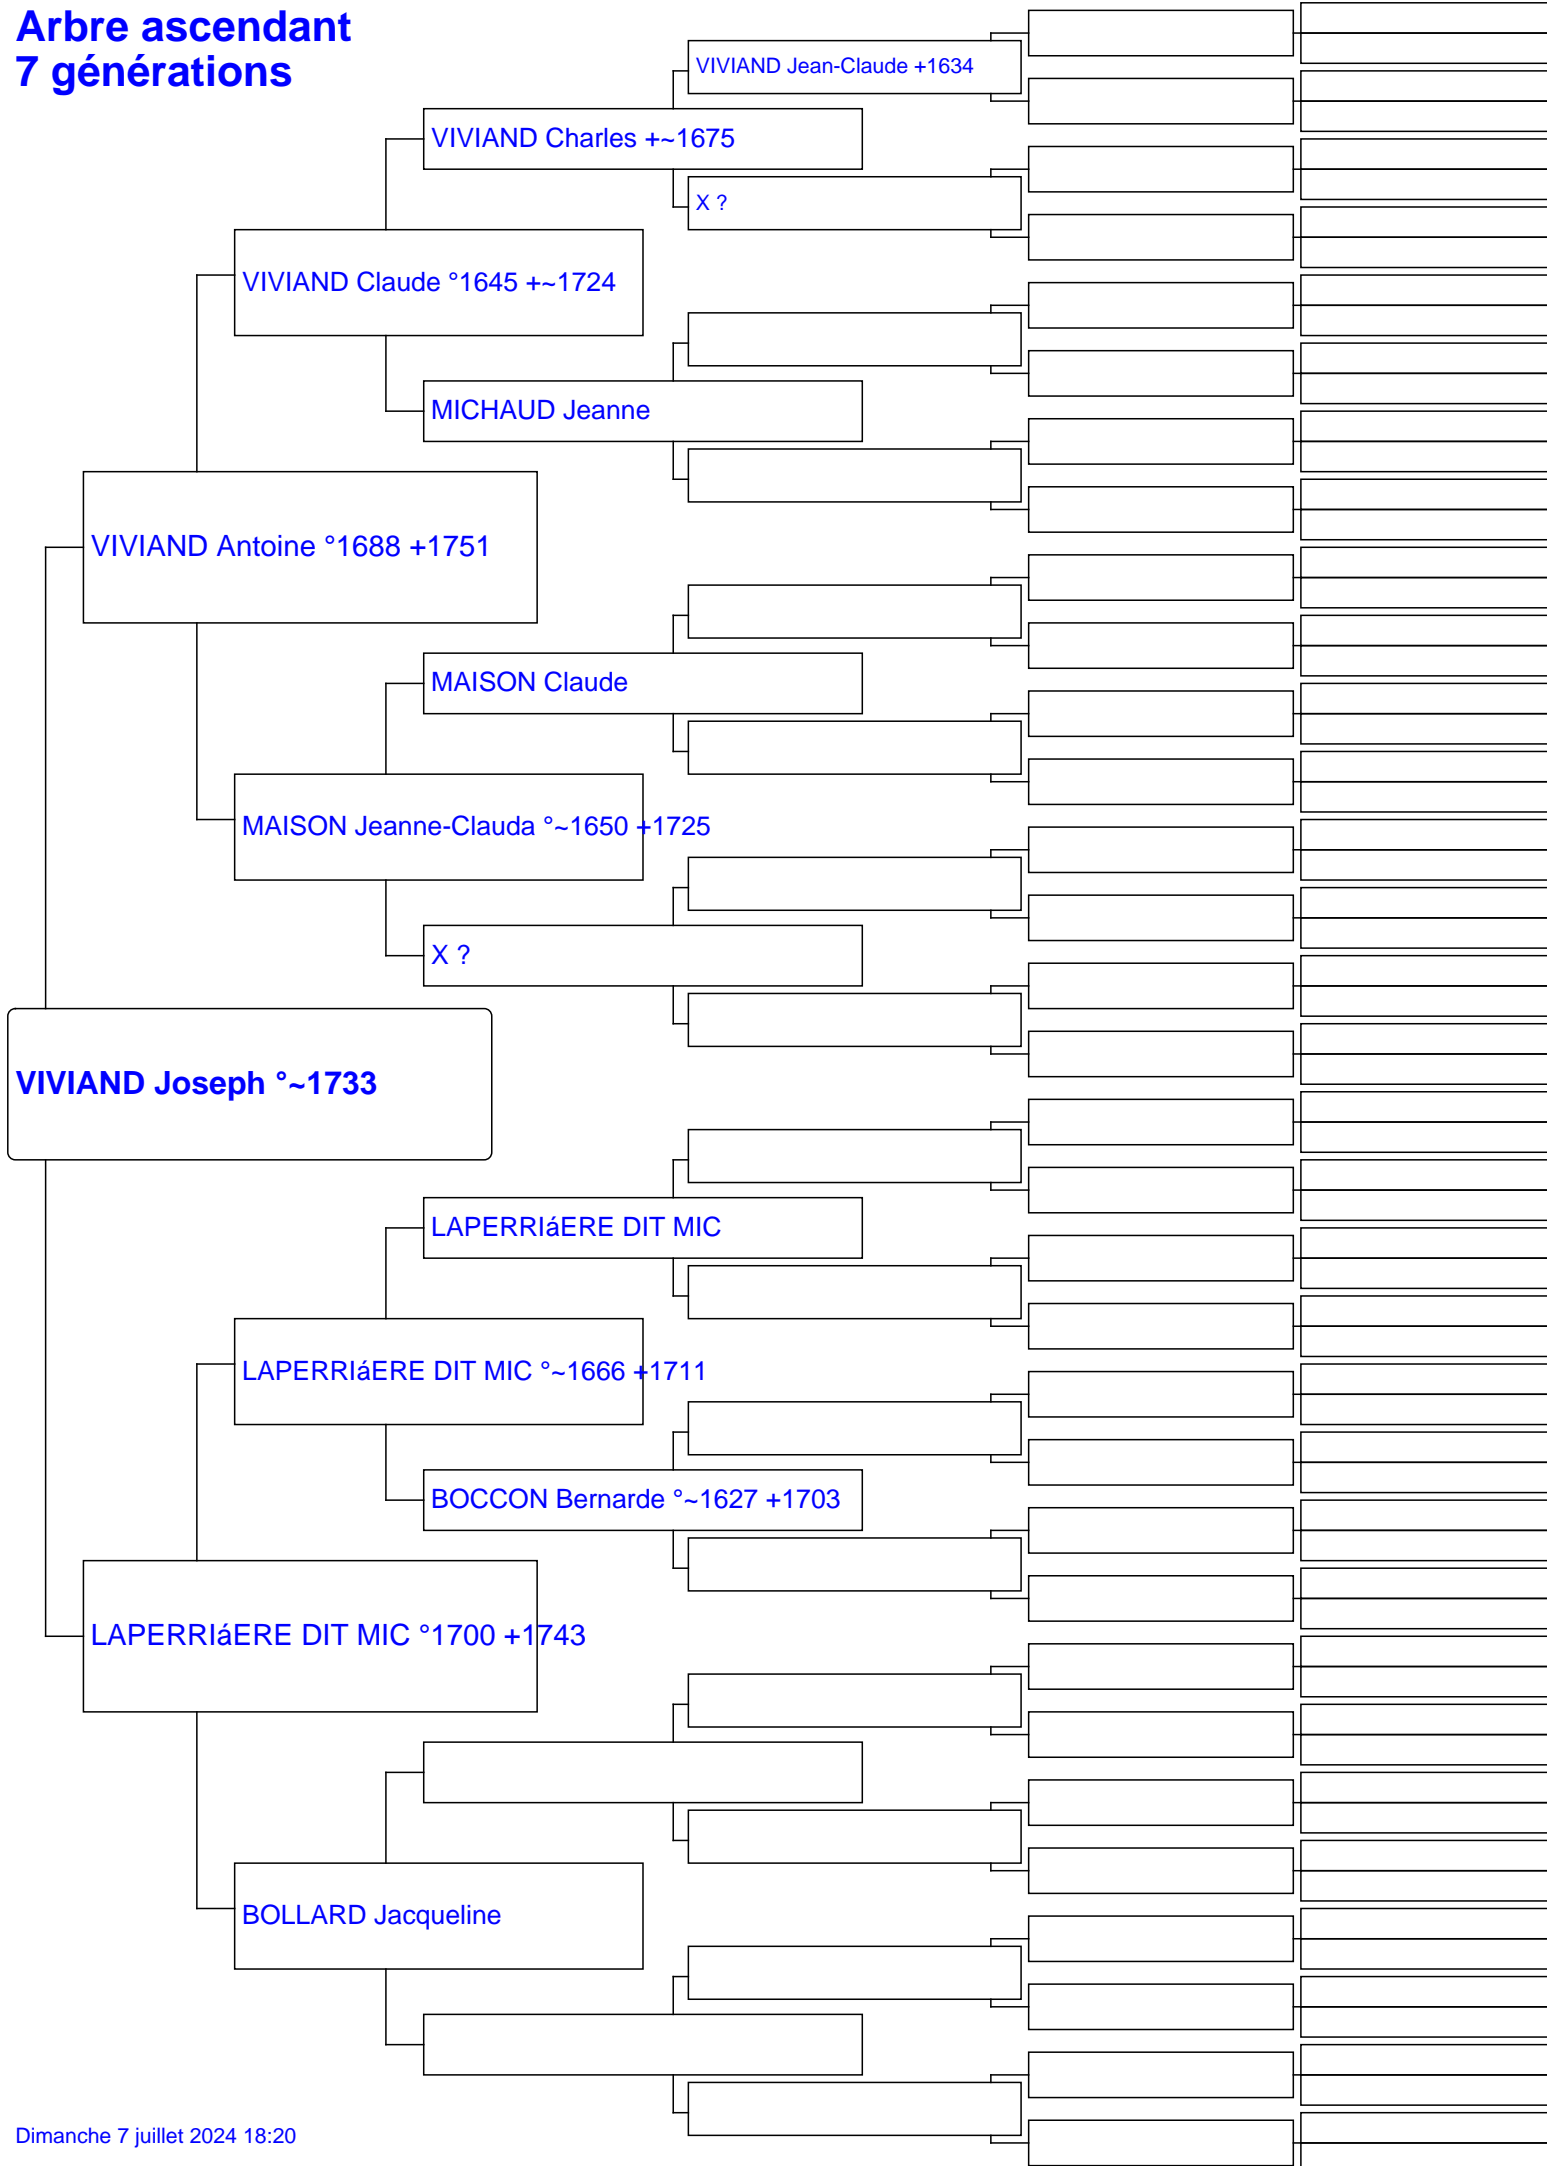 Arbre ascendant
7 générations
VIVIAND Jean-Claude +1634
VIVIAND Charles +~1675
X ?
VIVIAND Claude °1645 +~1724
MICHAUD Jeanne
VIVIAND Antoine °1688 +1751
MAISON Claude
MAISON Jeanne-Clauda °~1650 +1725
X ?
VIVIAND Joseph °~1733
LAPERRIáERE DIT MIC
LAPERRIáERE DIT MIC °~1666 +1711
BOCCON Bernarde °~1627 +1703
LAPERRIáERE DIT MIC °1700 +1743
BOLLARD Jacqueline
Dimanche 7 juillet 2024 18:20